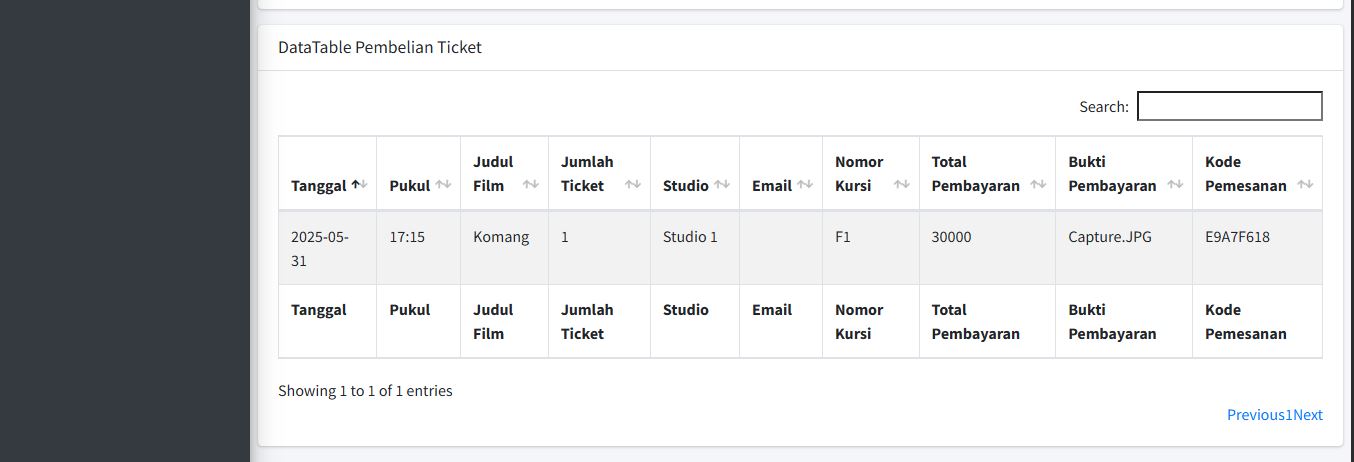 DataTable Pembelian Ticket
Search:
Judul Jumlah Nomor Total Bukti Kode
Tanggal Pukul Film Ticket Studio Email Kursi Pembayaran Pembayaran Pemesanan
2025-05- 17:15 Komang 1 Studio 1 F1 30000 Capture.JPG E9A7F618
31
Tanggal Pukul Judul Jumlah Studio Email Nomor Total Bukti Kode
Film Ticket Kursi Pembayaran Pembayaran Pemesanan
Showing 1 to 1 of 1 entries
Previous1Next